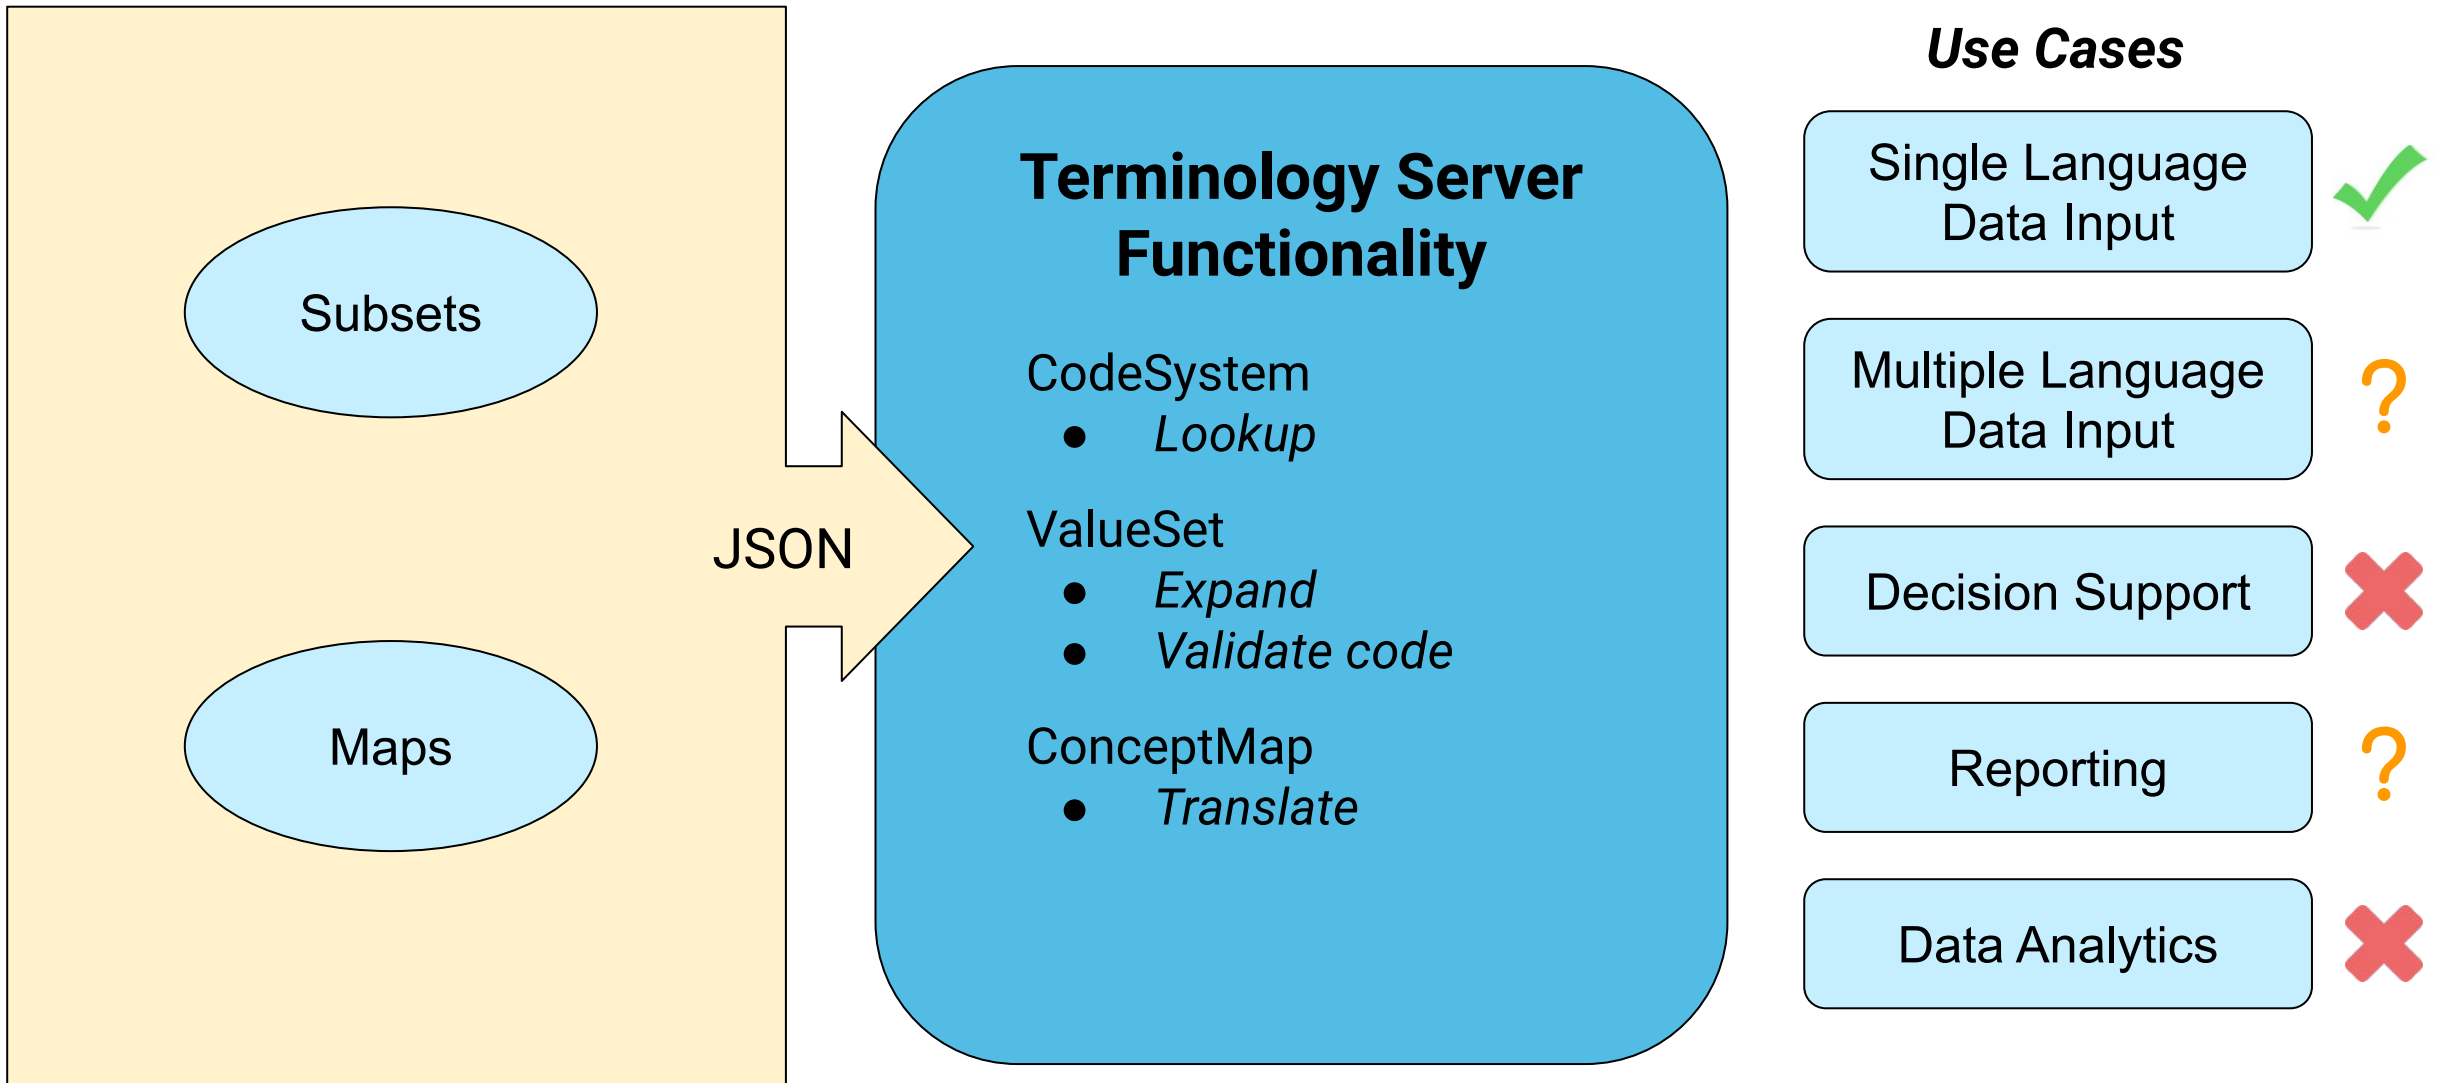 Subsets
Maps
JSON
Terminology Server
Functionality
CodeSystem
● Lookup
ValueSet
● Expand
● Validate code
ConceptMap
● Translate
Use Cases
Single Language
Data Input
Multiple Language
Data Input
?
Decision Support
Reporting
?
Data Analytics